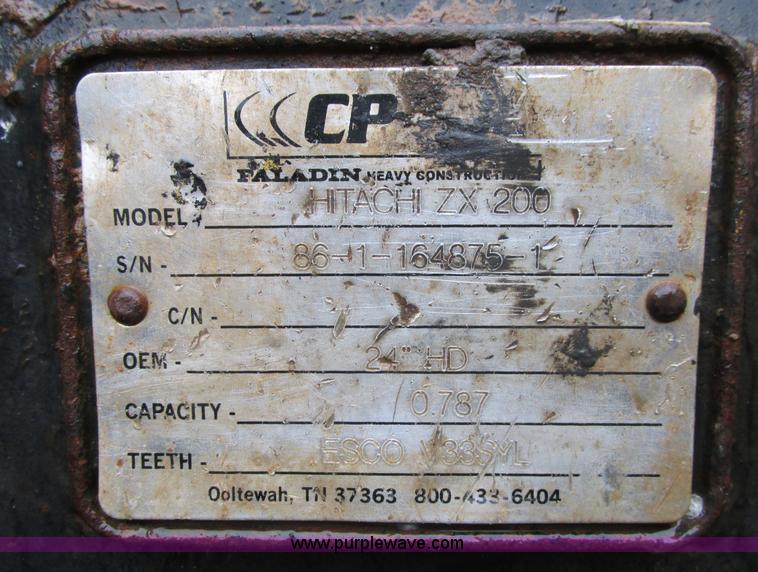 CP
PALADIN HEAVY CONSTRUCTION
MODEL - HITACHI ZX 200
S/N - 86-1-164875-1
C/N -
OEM - 24" HD
CAPACITY - 0.787
TEETH - ESCO V33SYL
Ooltewah, TN 37363 800-433-6404
www.purplewave.com